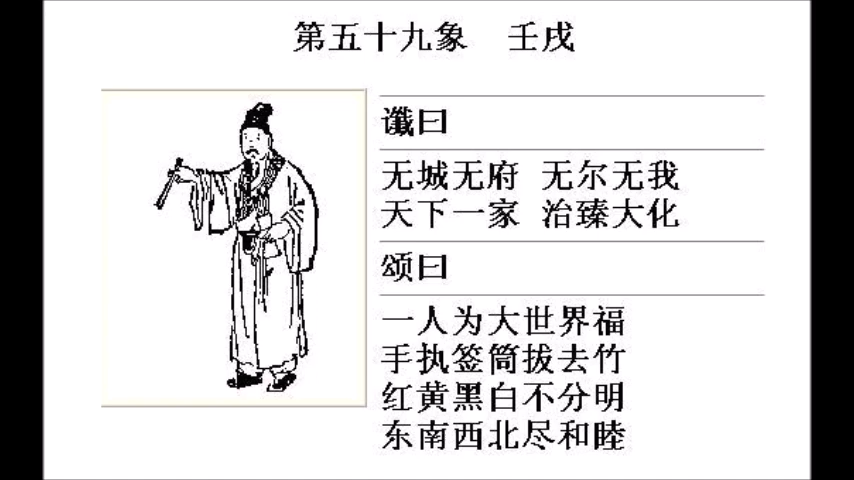 第五十九象 壬戌
谶曰
无城无府 无尔无我
天下一家 治臻大化
颂曰
一人为大世界福
手执签筒拔去竹
红黄黑白不分明
东南西北尽和睦